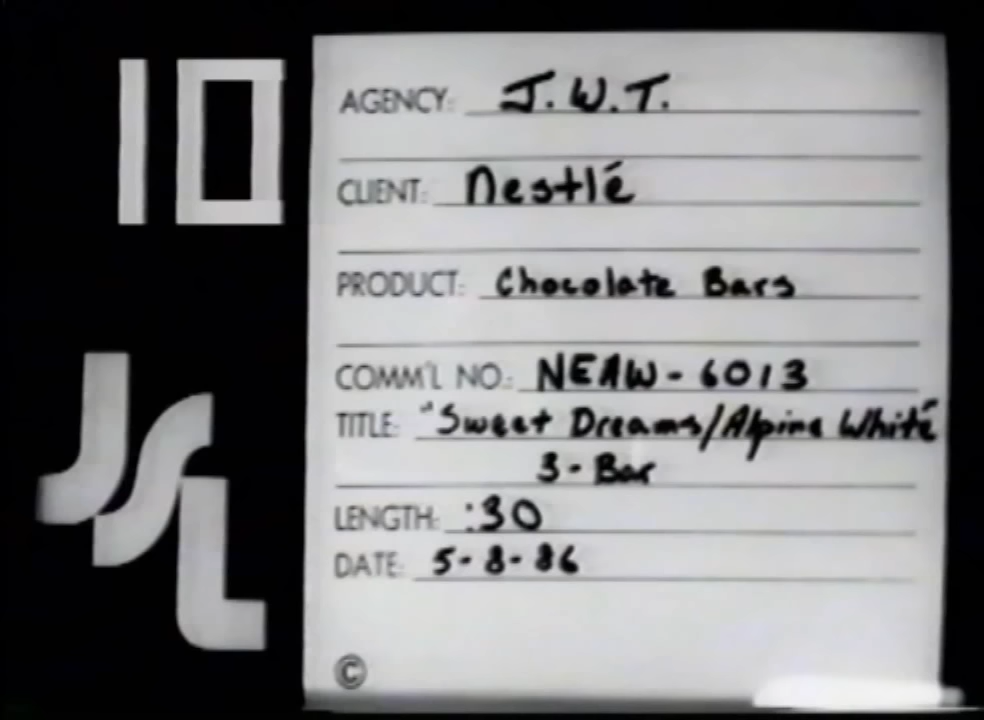 10
JSL
AGENCY: J.W.T.
CLIENT: Nestlé
PRODUCT: Chocolate Bars
COMM'L NO.: NEAW-6013
TITLE: "Sweet Dreams/Alpine White"
3-Bar
LENGTH: :30
DATE: 5-8-86
©